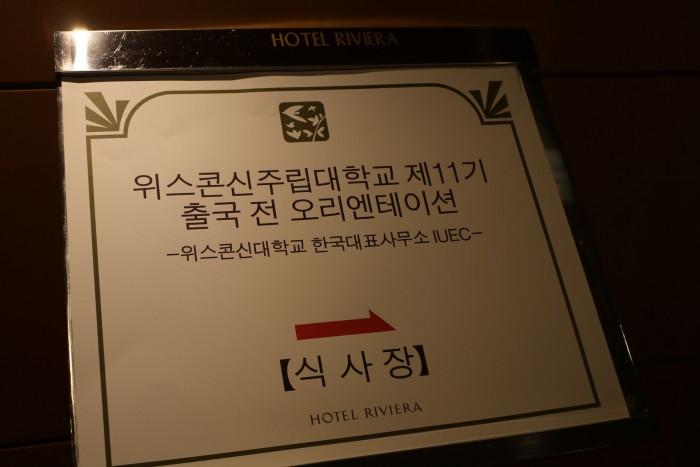 HOTEL RIVIERA
위스콘신주립대학교 제11기
출국 전 오리엔테이션
-위스콘신대학교 한국대표사무소 IUEC-
【식 사 장】
HOTEL RIVIERA